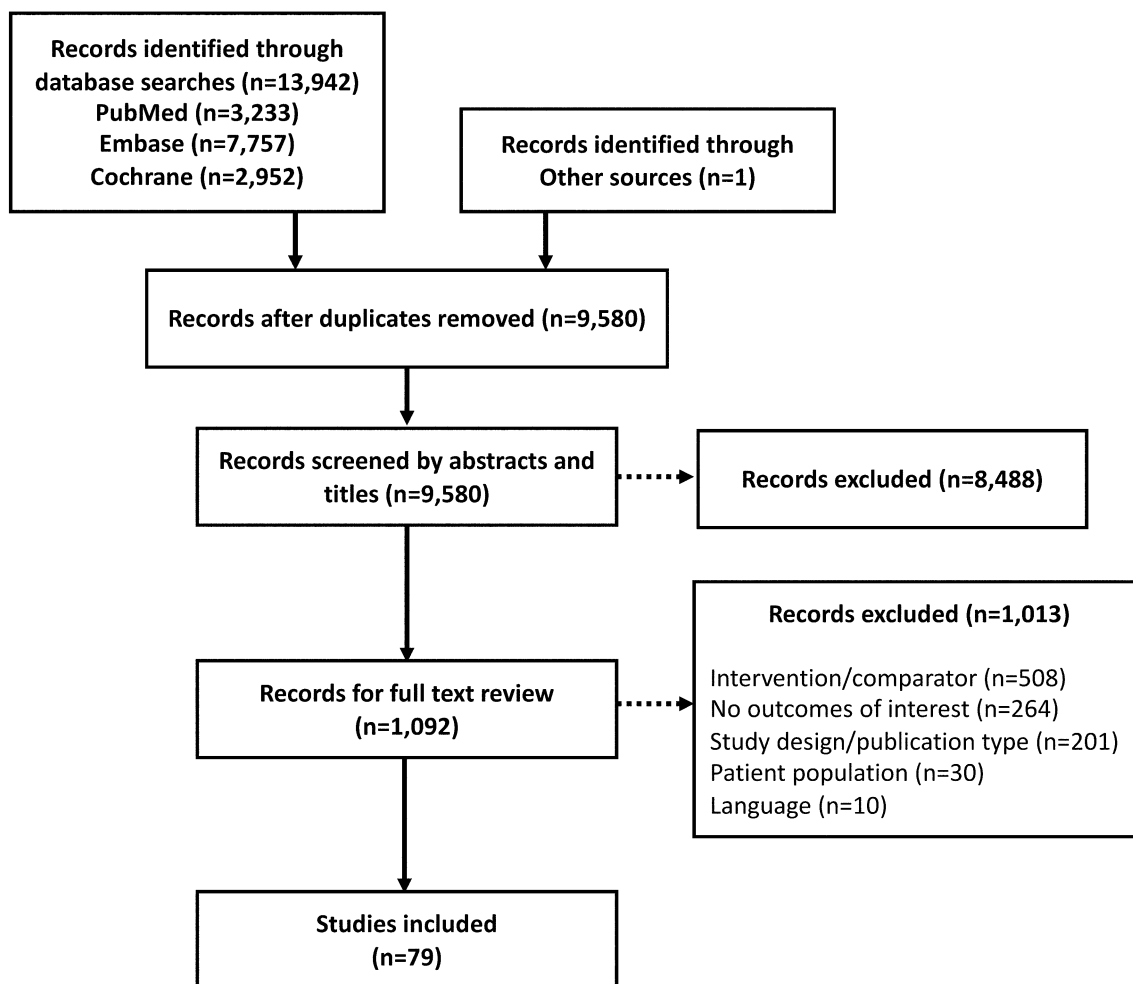 Records identified through
database searches (n=13,942)
PubMed (n=3,233)
Embase (n=7,757)
Cochrane (n=2,952)
Records identified through
Other sources (n=1)
Records after duplicates removed (n=9,580)
Records screened by abstracts and
titles (n=9,580)
Records excluded (n=8,488)
Records for full text review
(n=1,092)
Records excluded (n=1,013)
Intervention/comparator (n=508)
No outcomes of interest (n=264)
Study design/publication type (n=201)
Patient population (n=30)
Language (n=10)
Studies included
(n=79)